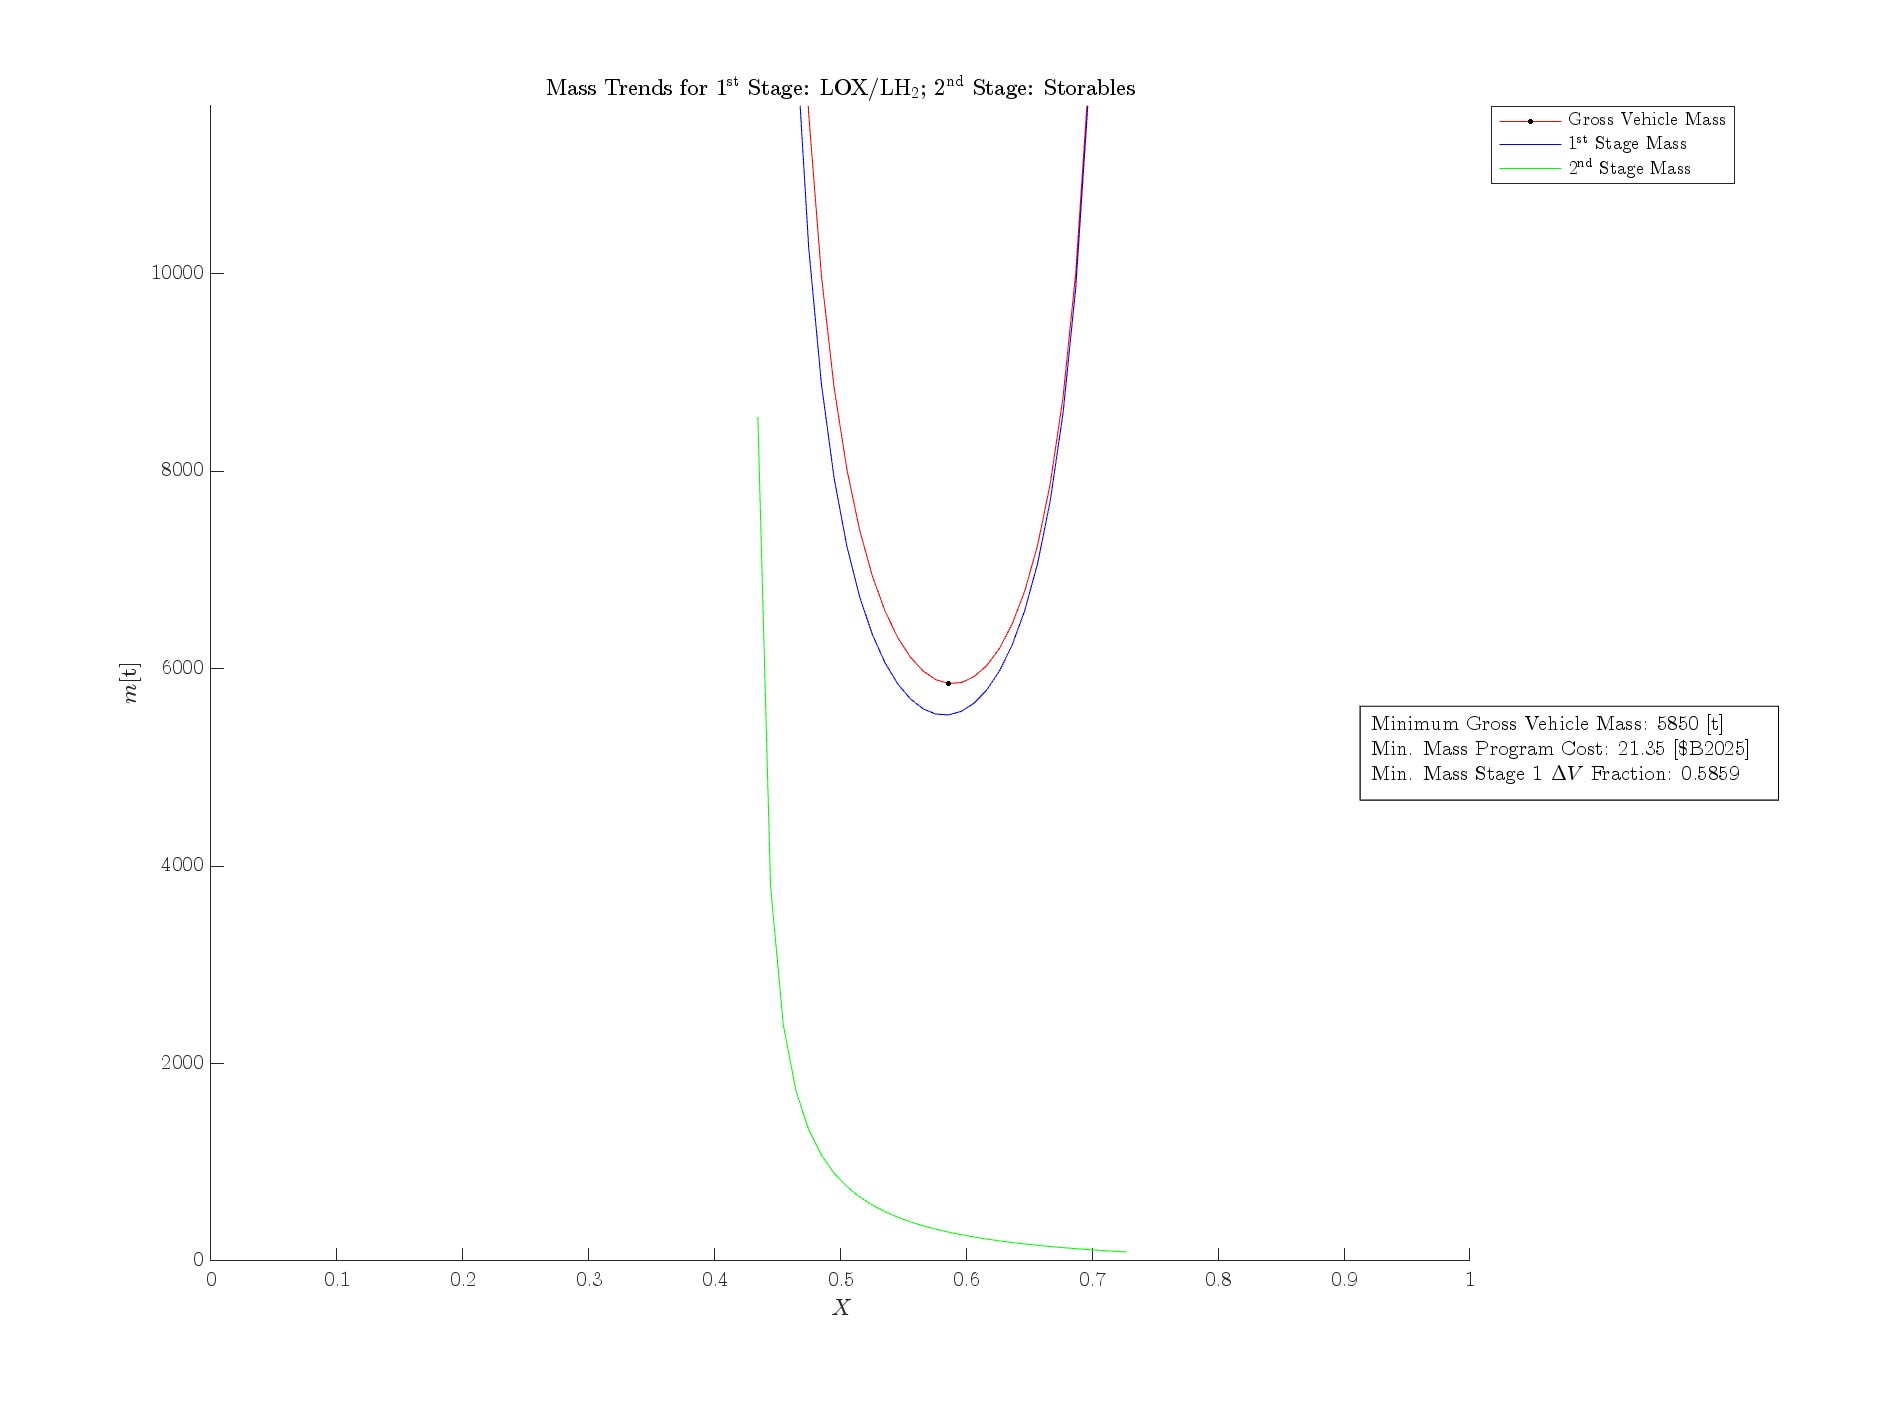 Mass Trends for 1st Stage: LOX/LH₂; 2nd Stage: Storables
Gross Vehicle Mass
1st Stage Mass
2nd Stage Mass
10000
8000
6000
4000
2000
0
m[t]
Minimum Gross Vehicle Mass: 5850 [t]
Min. Mass Program Cost: 21.35 [$B2025]
Min. Mass Stage 1 ΔV Fraction: 0.5859
0 0.1 0.2 0.3 0.4 0.5 0.6 0.7 0.8 0.9 1
X